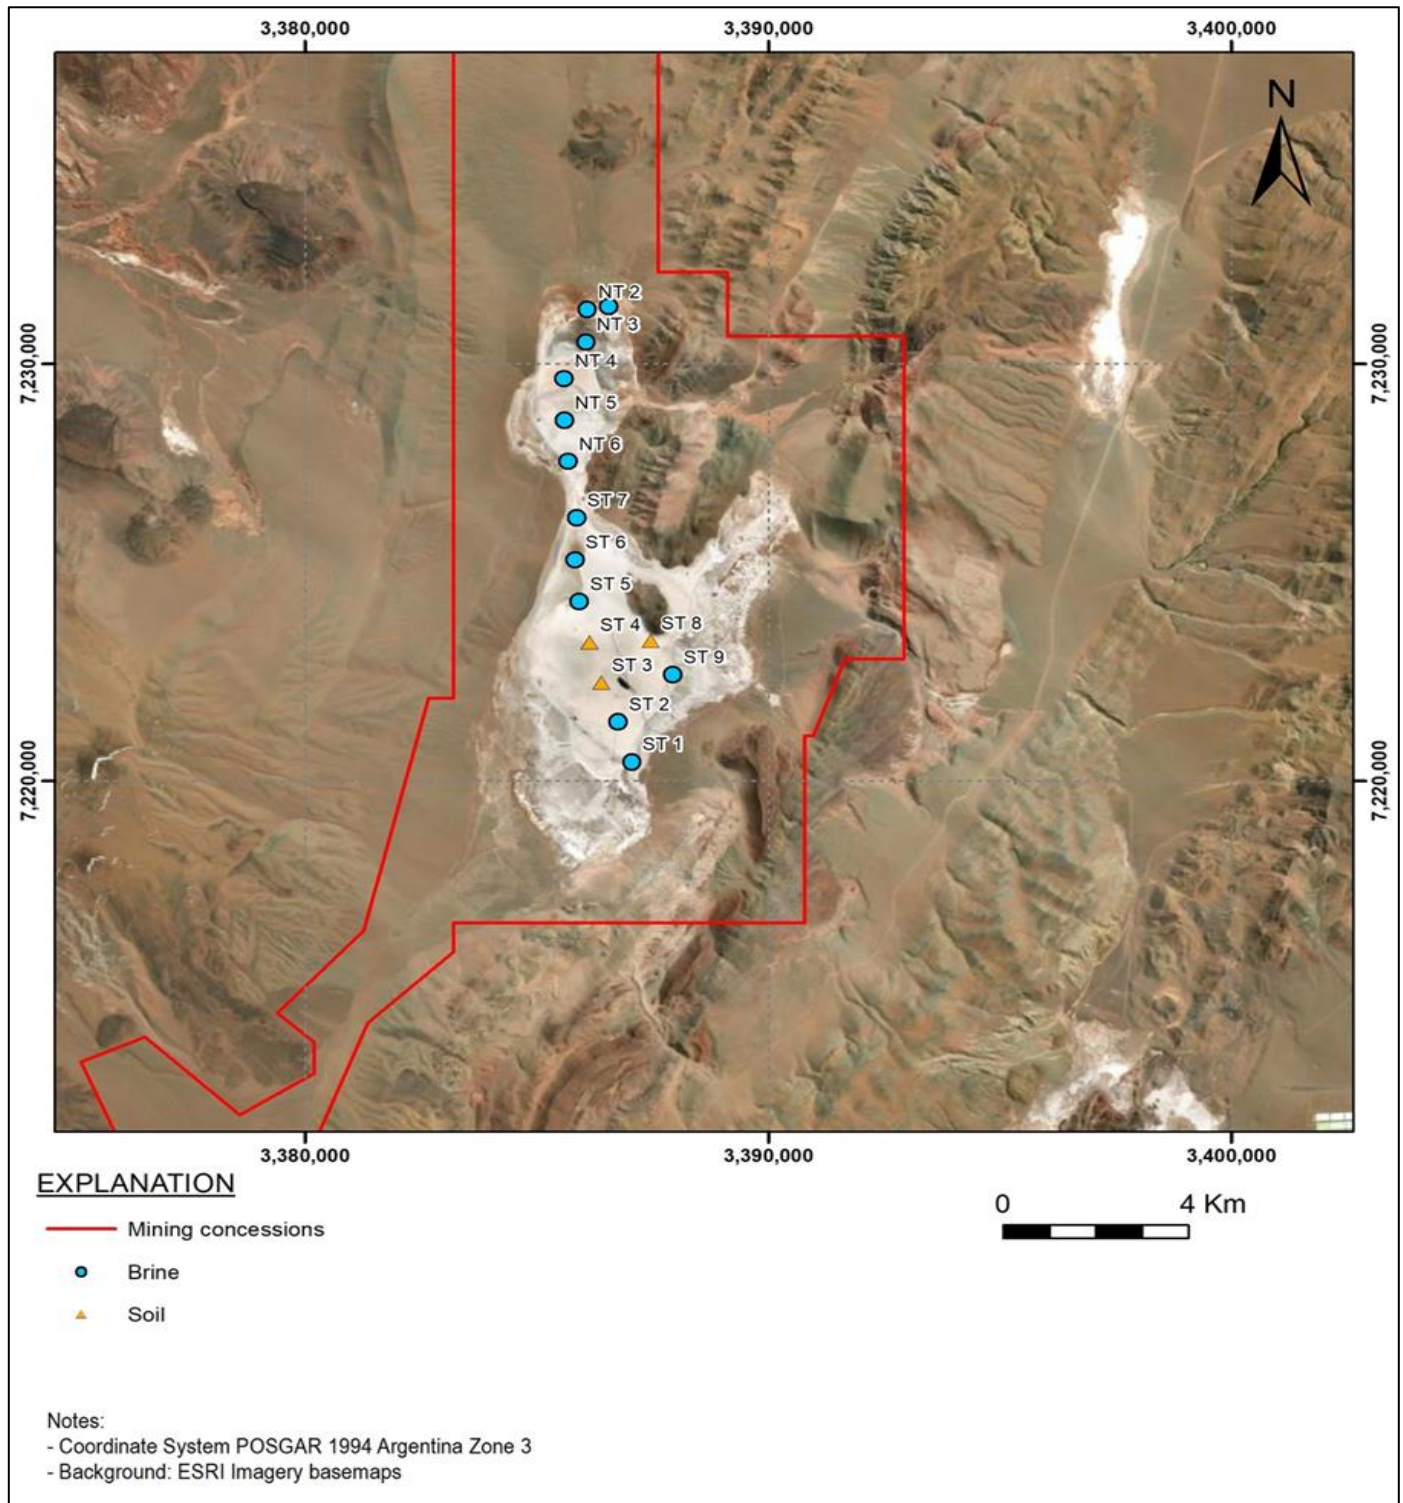 3,380,000
3,390,000
3,400,000
N
NT 2
NT 3
7,230,000
7,230,000
NT 4
NT 5
NT 6
ST 7
ST 6
ST 5
ST 4
ST 8
ST 3
ST 9
ST 2
ST 1
7,220,000
7,220,000
3,380,000
3,390,000
3,400,000
EXPLANATION
0 4 Km
Mining concessions
Brine
Soil
Notes:
- Coordinate System POSGAR 1994 Argentina Zone 3
- Background: ESRI Imagery basemaps